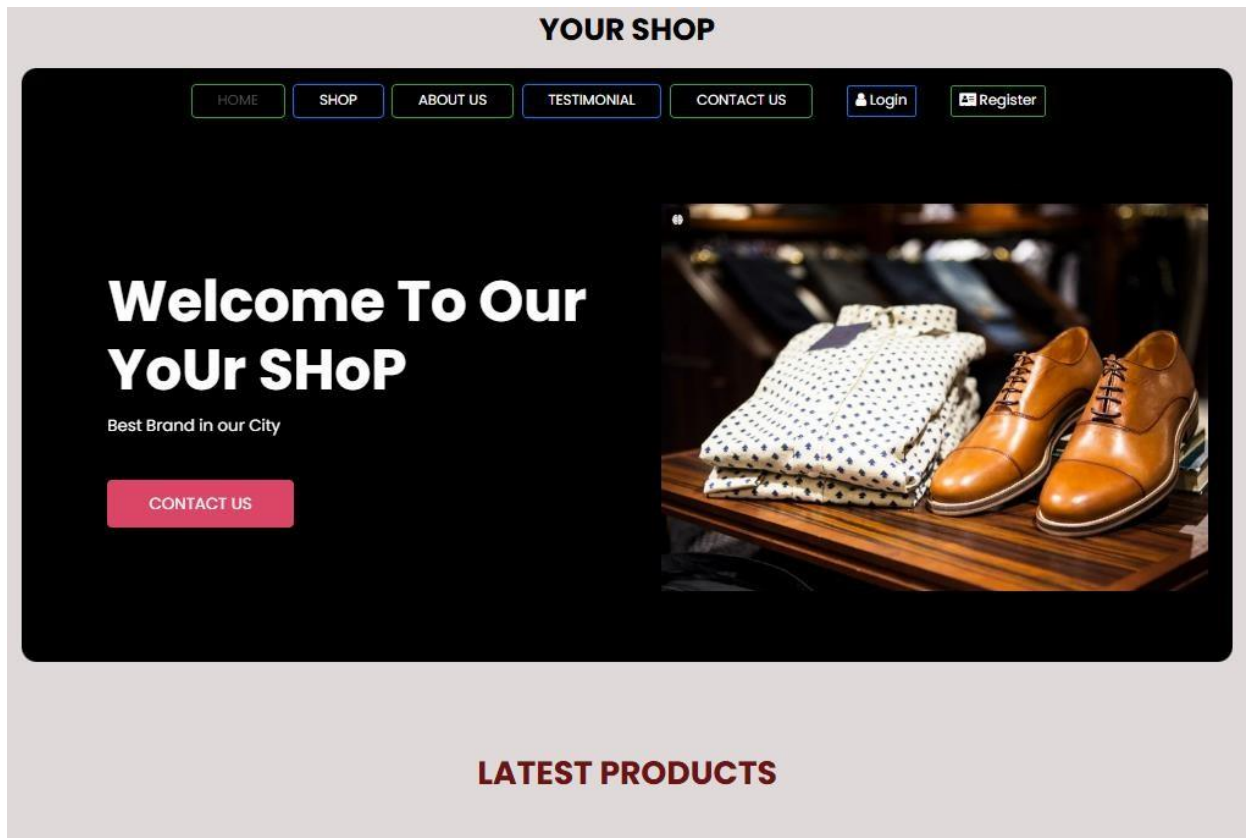 YOUR SHOP
HOME SHOP ABOUT US TESTIMONIAL CONTACT US Login Register
Welcome To Our
YoUr SHoP
Best Brand in our City
CONTACT US
LATEST PRODUCTS